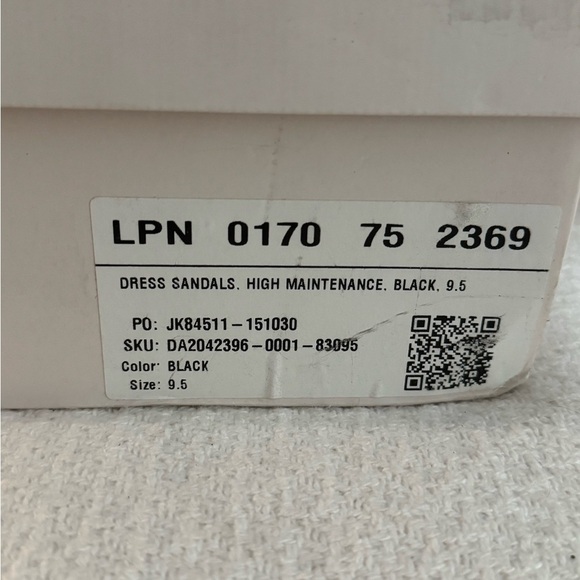 LPN 0170 75 2369
DRESS SANDALS, HIGH MAINTENANCE, BLACK, 9.5
PO: JK84511-151030
SKU: DA2042396-0001-83095
Color: BLACK
Size: 9.5